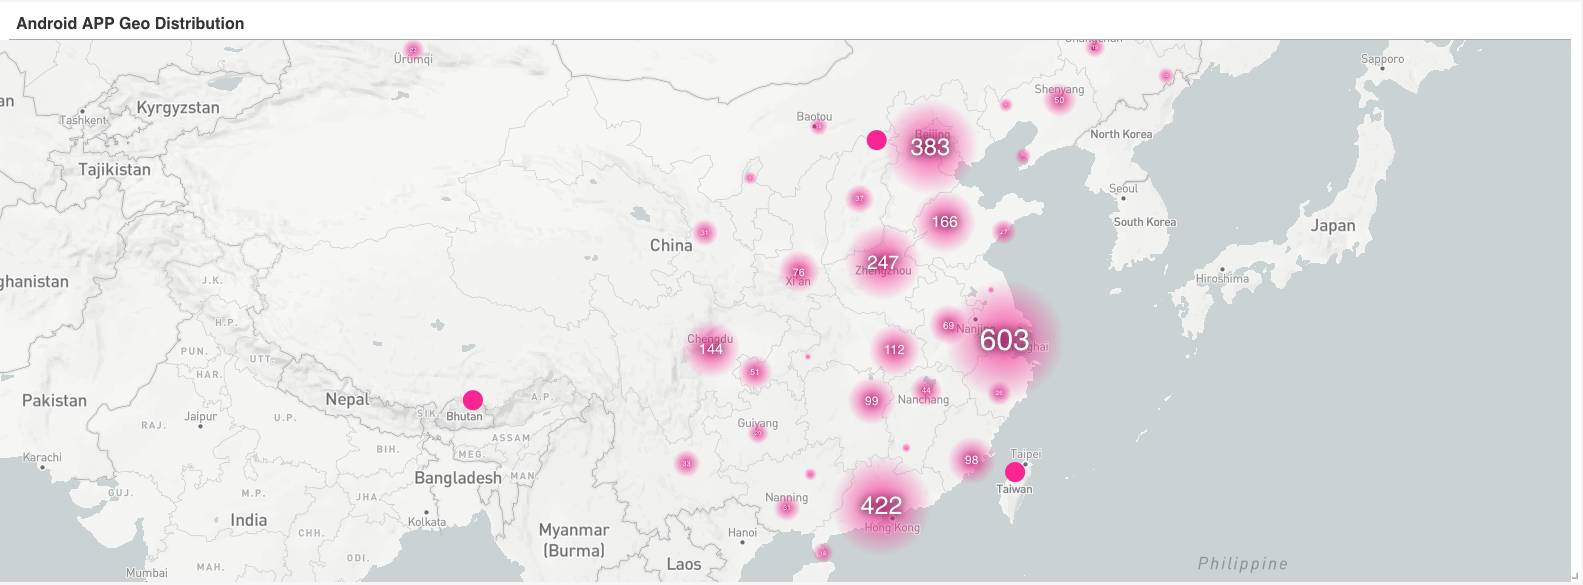 Android APP Geo Distribution
23
Ürümqi
Sapporo
Kyrgyzstan
Tashkent
Shenyang
50
Baotou
North Korea
Beijing
383
Tajikistan
Seoul
37
South Korea
166
Japan
27
31
China
247
Zhengzhou
76
Xi'an
Hiroshima
J.K.
H.P.
69
Nanjing
603
Chengdu
144
112
PUN.
UTT.
HAR.
51
Pakistan
Nepal
A.P.
99
44
Nanchang
26
SIK.
Bhutan
RAJ.
Jaipur
U.P.
Guiyang
ASSAM
BIH.
MEG.
Karachi
33
98
Taipei
Bangladesh
MAN.
Taiwan
GUJ.
M.P.
JHA.
Nanning
422
Hong Kong
India
Kolkata
CHH.
Myanmar
(Burma)
Hanoi
ODI.
Laos
MAH.
Mumbai
Philippine